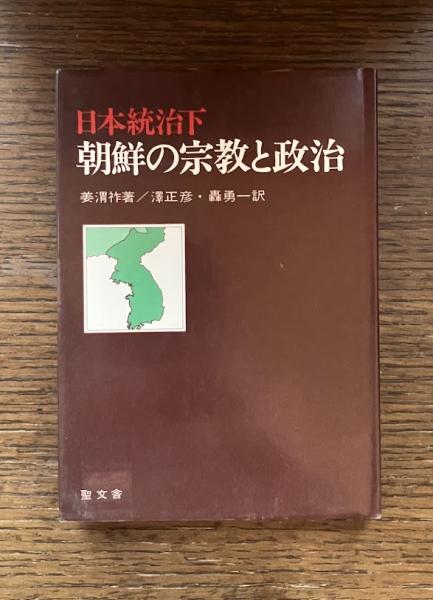 日本統治下
朝鮮の宗教と政治
姜渭祚著/澤正彦・轟勇一訳
聖文舎